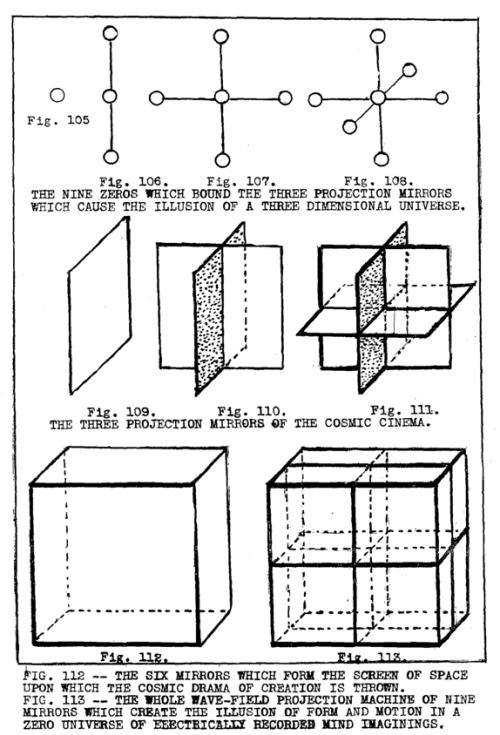 Fig. 105
Fig. 106. Fig. 107. Fig. 108.
THE NINE ZEROS WHICH BOUND THE THREE PROJECTION MIRRORS
WHICH CAUSE THE ILLUSION OF A THREE DIMENSIONAL UNIVERSE.
Fig. 109. Fig. 110. Fig. 111.
THE THREE PROJECTION MIRRORS OF THE COSMIC CINEMA.
Fig. 112. Fig. 113.
FIG. 112 -- THE SIX MIRRORS WHICH FORM THE SCREEN OF SPACE
UPON WHICH THE COSMIC DRAMA OF CREATION IS THROWN.
FIG. 113 -- THE WHOLE WAVE-FIELD PROJECTION MACHINE OF NINE
MIRRORS WHICH CREATE THE ILLUSION OF FORM AND MOTION IN A
ZERO UNIVERSE OF ELECTRICALLY RECORDED MIND IMAGININGS.